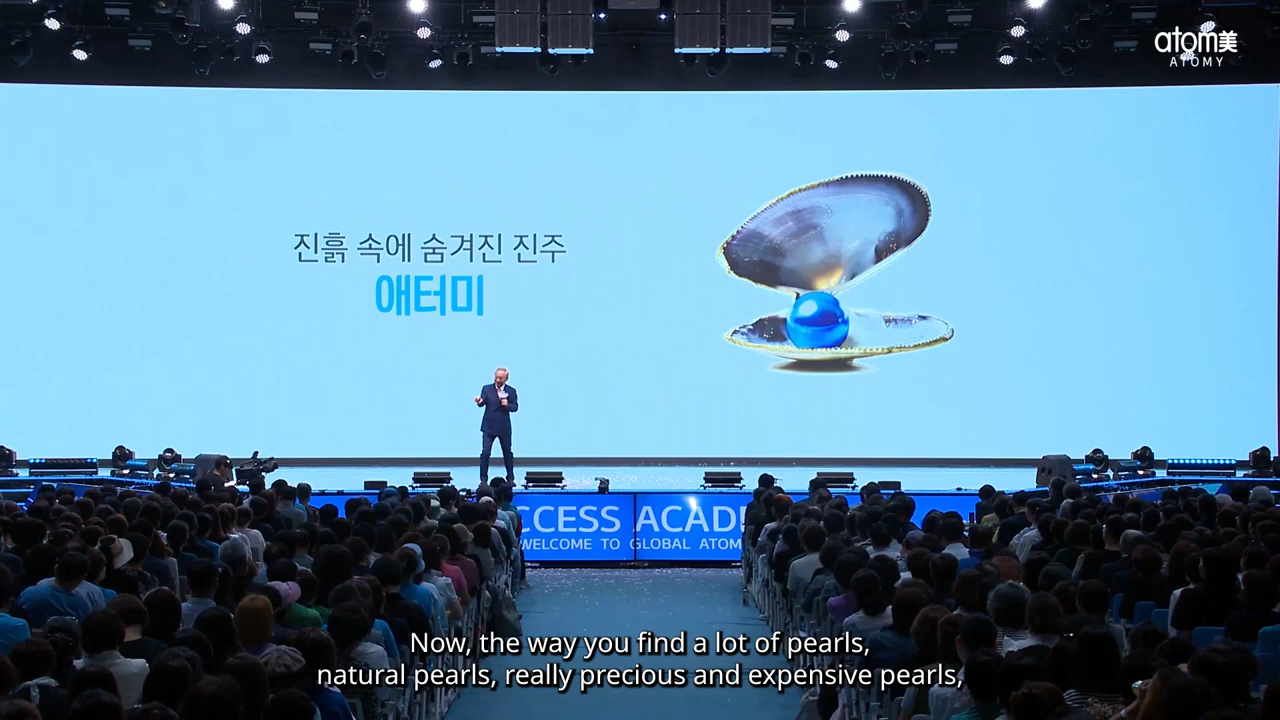 atom美
ATOMY
진흙 속에 숨겨진 진주
애터미
CCESS ACAD
WELCOME TO GLOBAL ATOM
Now, the way you find a lot of pearls,
natural pearls, really precious and expensive pearls,